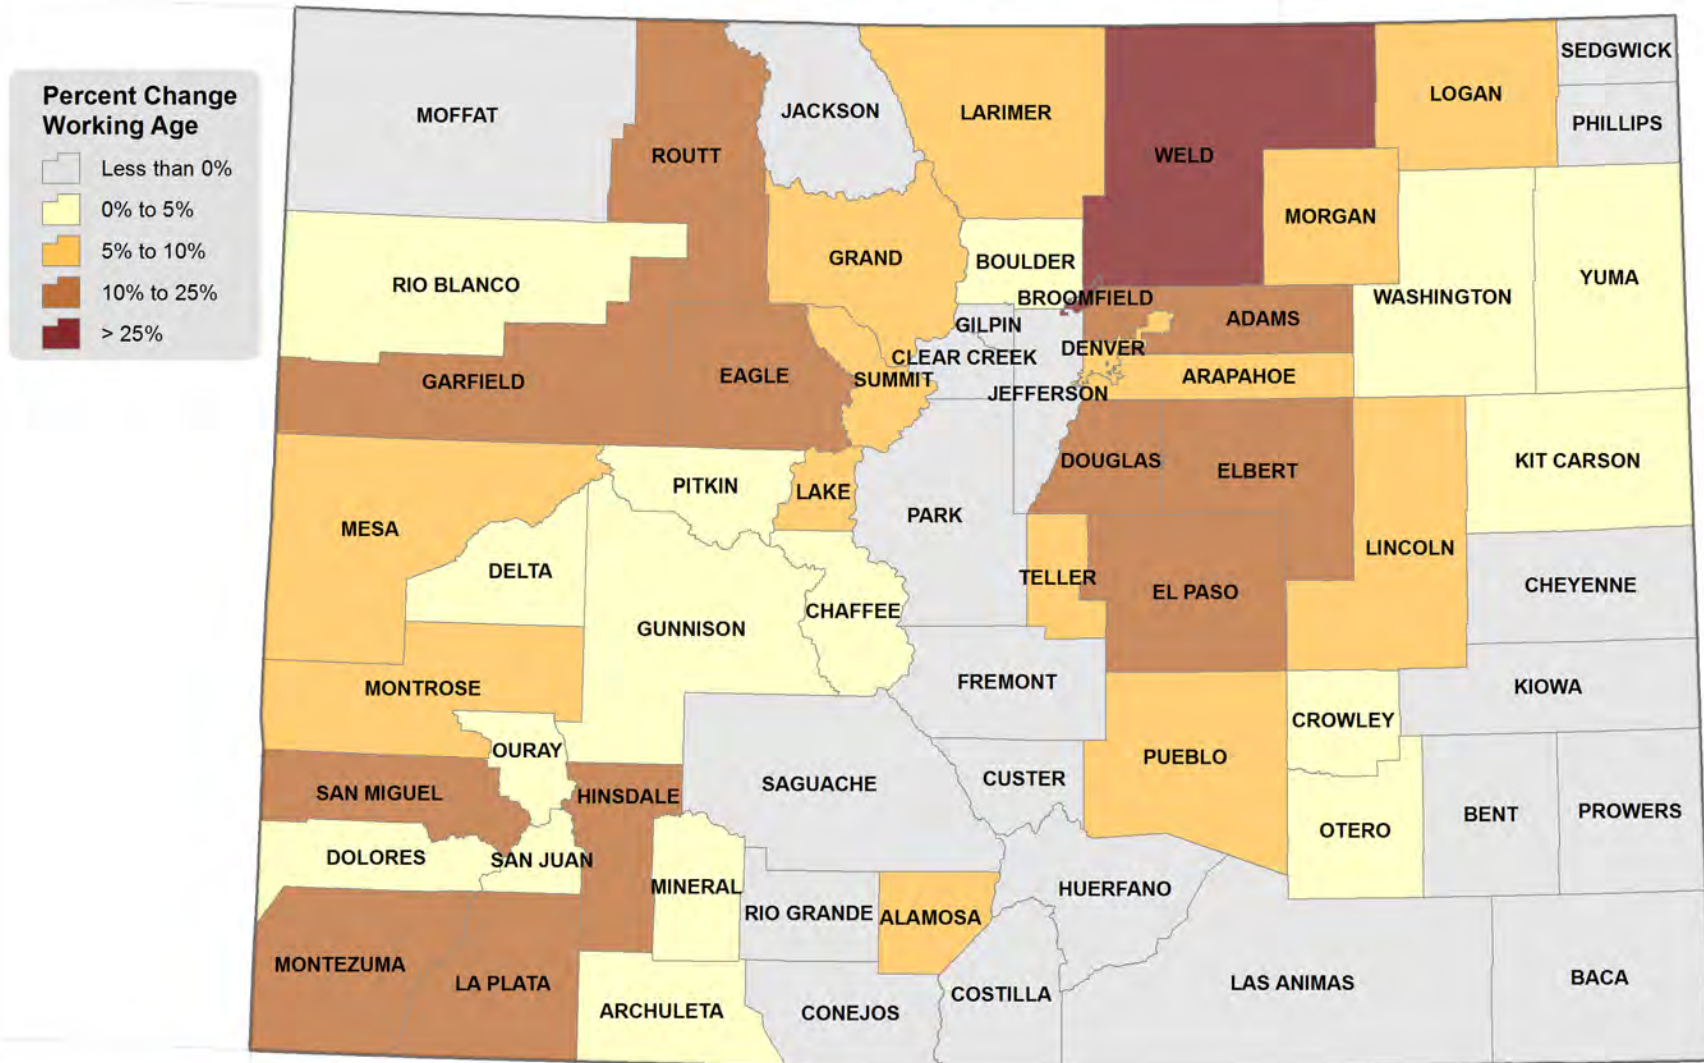 Percent Change
Working Age
Less than 0%
0% to 5%
5% to 10%
10% to 25%
> 25%
SEDGWICK
LOGAN
MOFFAT
JACKSON
LARIMER
PHILLIPS
ROUTT
WELD
MORGAN
GRAND
BOULDER
YUMA
RIO BLANCO
BROOMFIELD
WASHINGTON
GILPIN
ADAMS
DENVER
CLEAR CREEK
GARFIELD
EAGLE
SUMMIT
ARAPAHOE
JEFFERSON
DOUGLAS
KIT CARSON
ELBERT
PITKIN
LAKE
PARK
MESA
LINCOLN
DELTA
TELLER
CHEYENNE
EL PASO
CHAFFEE
GUNNISON
FREMONT
MONTROSE
KIOWA
CROWLEY
OURAY
PUEBLO
CUSTER
SAGUACHE
SAN MIGUEL
HINSDALE
PROWERS
BENT
OTERO
DOLORES
SAN JUAN
MINERAL
HUERFANO
RIO GRANDE
ALAMOSA
MONTEZUMA
LA PLATA
BACA
LAS ANIMAS
COSTILLA
ARCHULETA
CONEJOS